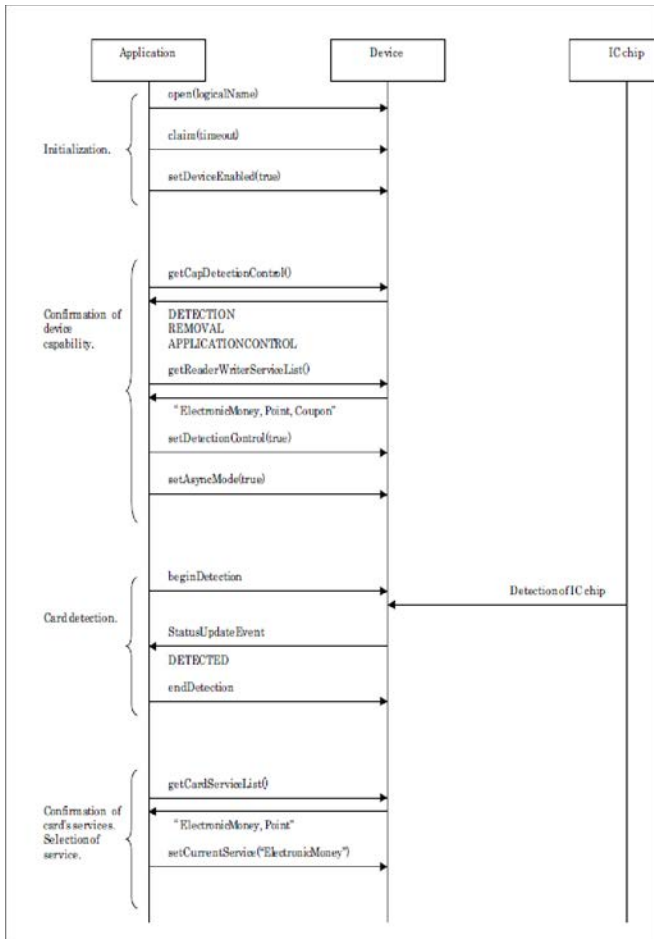 Application
Device
IC chip
open(logicalName)
claim(timeout)
Initialization.
setDeviceEnabled(true)
getCapDetectionControl()
Confirmation of
device
capability.
DETECTION
REMOVAL
APPLICATIONCONTROL
getReaderWriterServiceList()
"ElectronicMoney, Point, Coupon"
setDetectionControl(true)
setAsyncMode(true)
beginDetection
Detection of IC chip
Card detection.
StatusUpdateEvent
DETECTED
endDetection
getCardServiceList()
Confirmation of
card's services.
Selection of
service.
"ElectronicMoney, Point"
setCurrentService("ElectronicMoney")